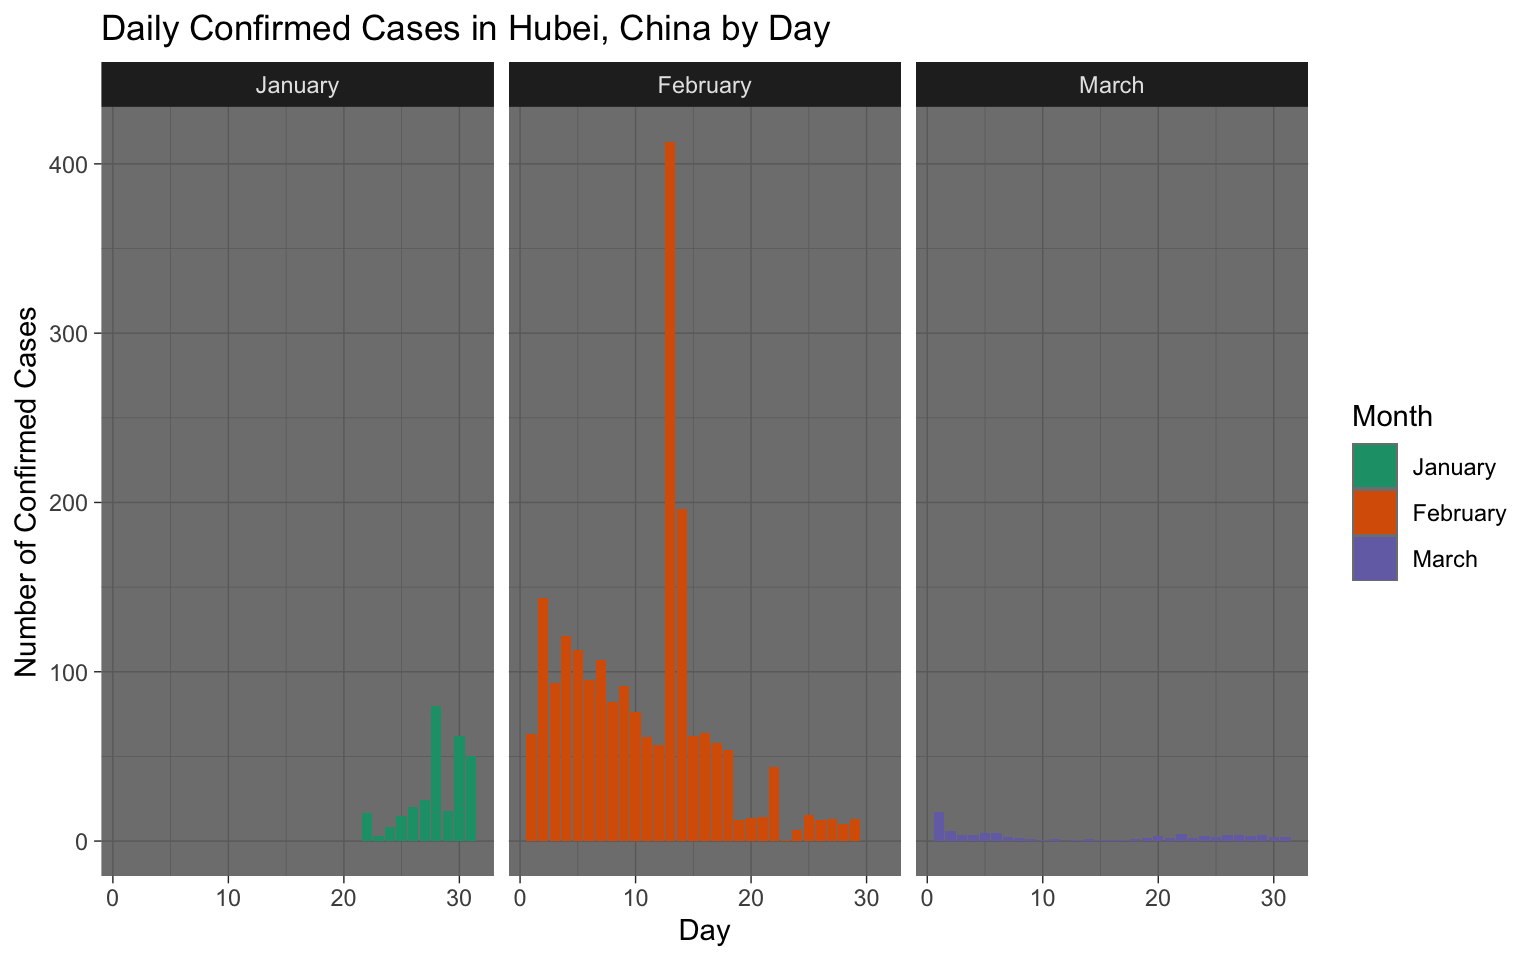 Daily Confirmed Cases in Hubei, China by Day
January
February
March
Number of Confirmed Cases
400
300
200
100
0
0 10 20 30
0 10 20 30
0 10 20 30
Day
Month
January
February
March